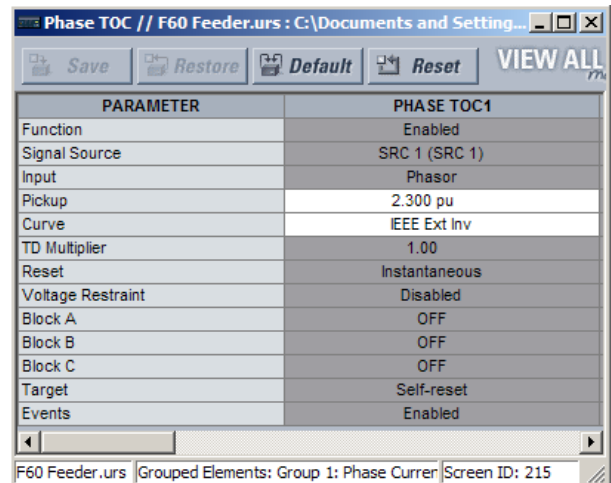 Phase TOC // F60 Feeder.urs : C:\Documents and Setting...
Save Restore Default Reset VIEW ALL
PARAMETER PHASE TOC1
Function Enabled
Signal Source SRC 1 (SRC 1)
Input Phasor
Pickup 2.300 pu
Curve IEEE Ext Inv
TD Multiplier 1.00
Reset Instantaneous
Voltage Restraint Disabled
Block A OFF
Block B OFF
Block C OFF
Target Self-reset
Events Enabled
F60 Feeder.urs Grouped Elements: Group 1: Phase Curren Screen ID: 215